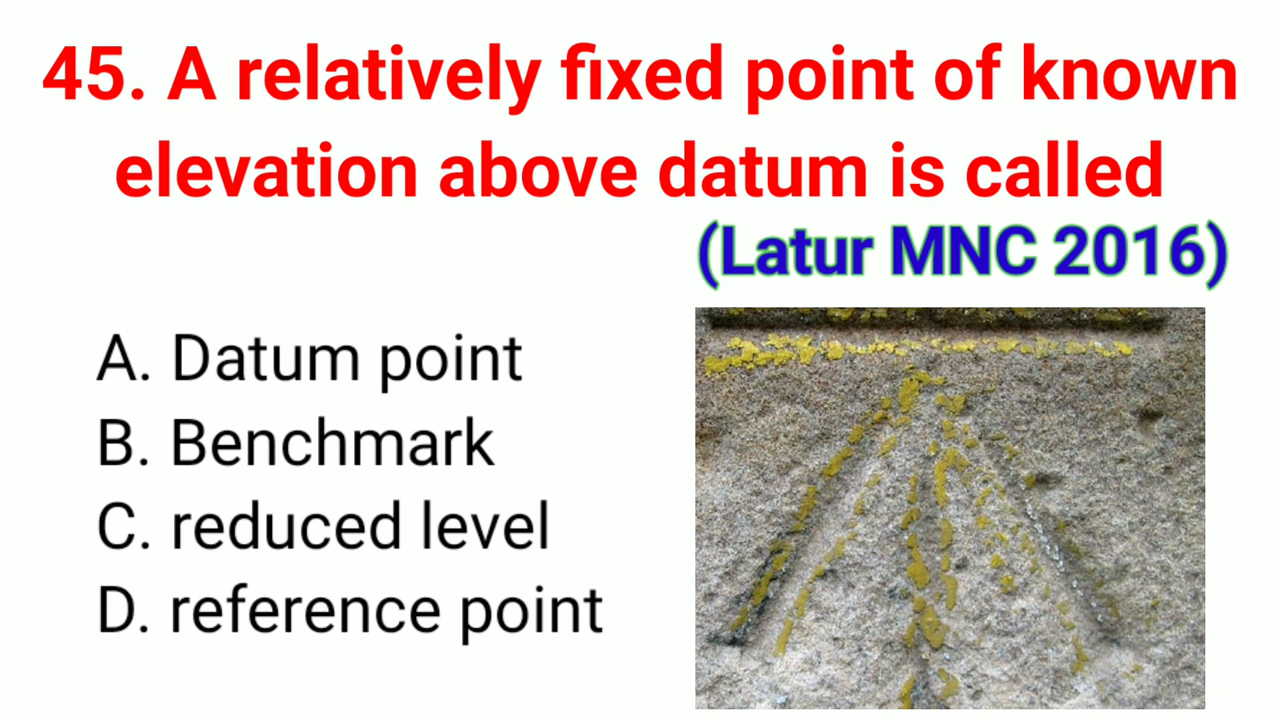 45. A relatively fixed point of known
elevation above datum is called
(Latur MNC 2016)
A. Datum point
B. Benchmark
C. reduced level
D. reference point